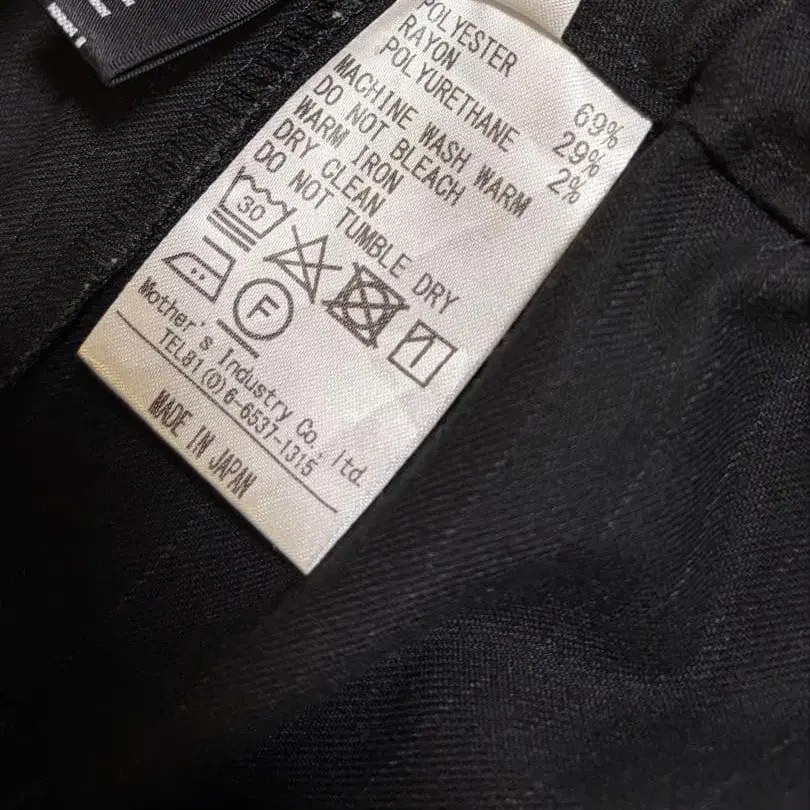 POLYESTER 69%
RAYON 29%
POLYURETHANE 2%
MACHINE WASH WARM
DO NOT BLEACH
WARM IRON
DRY CLEAN
DO NOT TUMBLE DRY
30
F
Mother's Industry Co., ltd.
TEL81(0)6-6537-1315
MADE IN JAPAN